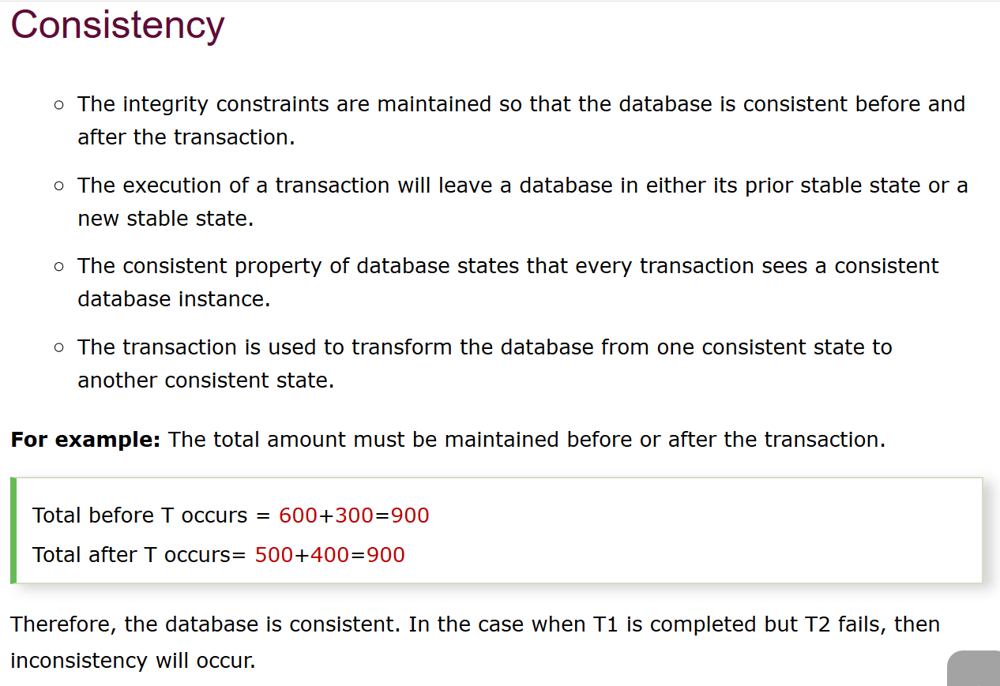 Consistency
The integrity constraints are maintained so that the database is consistent before and
after the transaction.
The execution of a transaction will leave a database in either its prior stable state or a
new stable state.
The consistent property of database states that every transaction sees a consistent
database instance.
The transaction is used to transform the database from one consistent state to
another consistent state.
For example: The total amount must be maintained before or after the transaction.
Total before T occurs = 600+300=900
Total after T occurs= 500+400=900
Therefore, the database is consistent. In the case when T1 is completed but T2 fails, then
inconsistency will occur.